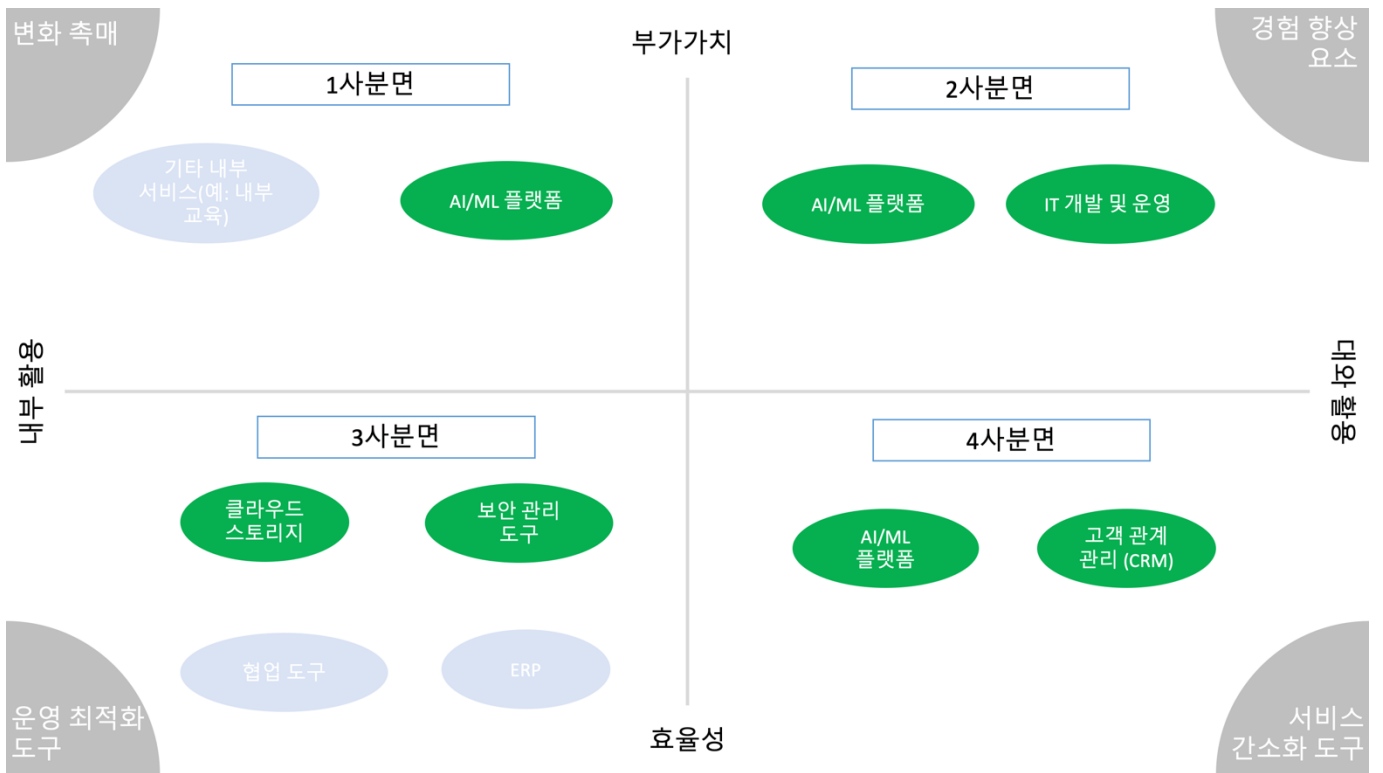 변화 촉매
부가가치
경험 향상
요소
1사분면
2사분면
기타 내부
서비스(예: 내부
교육)
AI/ML 플랫폼
AI/ML 플랫폼
IT 개발 및 운영
내부 활용
대와 활용
3사분면
4사분면
클라우드
스토리지
보안 관리
도구
AI/ML
플랫폼
고객 관계
관리 (CRM)
협업 도구
ERP
운영 최적화
도구
효율성
서비스
간소화 도구